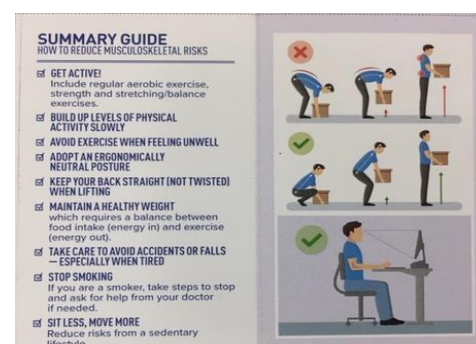 SUMMARY GUIDE
HOW TO REDUCE MUSCULOSKELETAL RISKS
GET ACTIVE!
Include regular aerobic exercise,
strength and stretching/balance
exercises.
BUILD UP LEVELS OF PHYSICAL
ACTIVITY SLOWLY
AVOID EXERCISE WHEN FEELING UNWELL
ADOPT AN ERGONOMICALLY
NEUTRAL POSTURE
KEEP YOUR BACK STRAIGHT (NOT TWISTED)
WHEN LIFTING
MAINTAIN A HEALTHY WEIGHT
which requires a balance between
food intake (energy in) and exercise
(energy out).
TAKE CARE TO AVOID ACCIDENTS OR FALLS
— ESPECIALLY WHEN TIRED
STOP SMOKING
If you are a smoker, take steps to stop
and ask for help from your doctor
if needed.
SIT LESS, MOVE MORE
Reduce risks from a sedentary
lifestyle